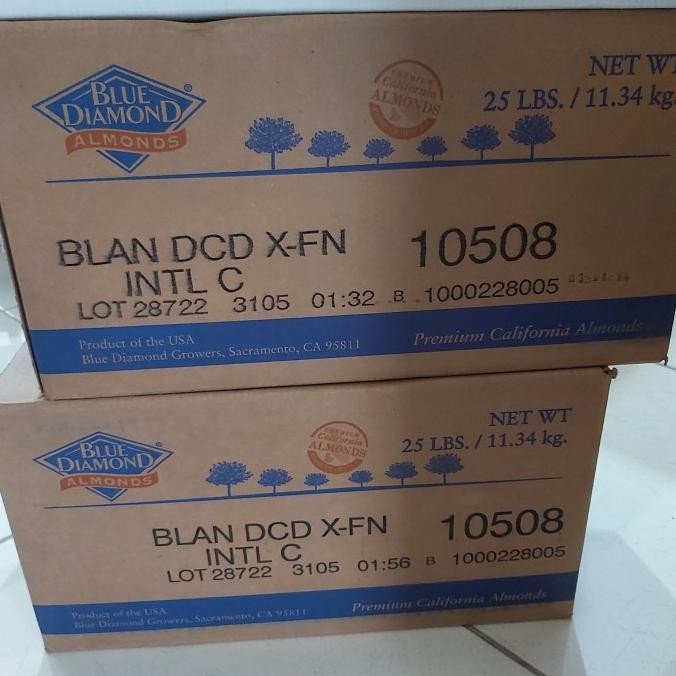 BLUE
DIAMOND®
ALMONDS
PREMIUM
California
ALMONDS
NET WT
25 LBS. / 11.34 kg.
BLAN DCD X-FN 10508
INTL C
LOT 28722 3105 01:32 B 1000228005
Product of the USA
Blue Diamond Growers, Sacramento, CA 95811
Premium California Almonds
BLUE
DIAMOND®
ALMONDS
PREMIUM
California
ALMONDS
NET WT
25 LBS. / 11.34 kg.
BLAN DCD X-FN 10508
INTL C
LOT 28722 3105 01:56 B 1000228005
Product of the USA
Blue Diamond Growers, Sacramento, CA 95811
Premium California Almonds